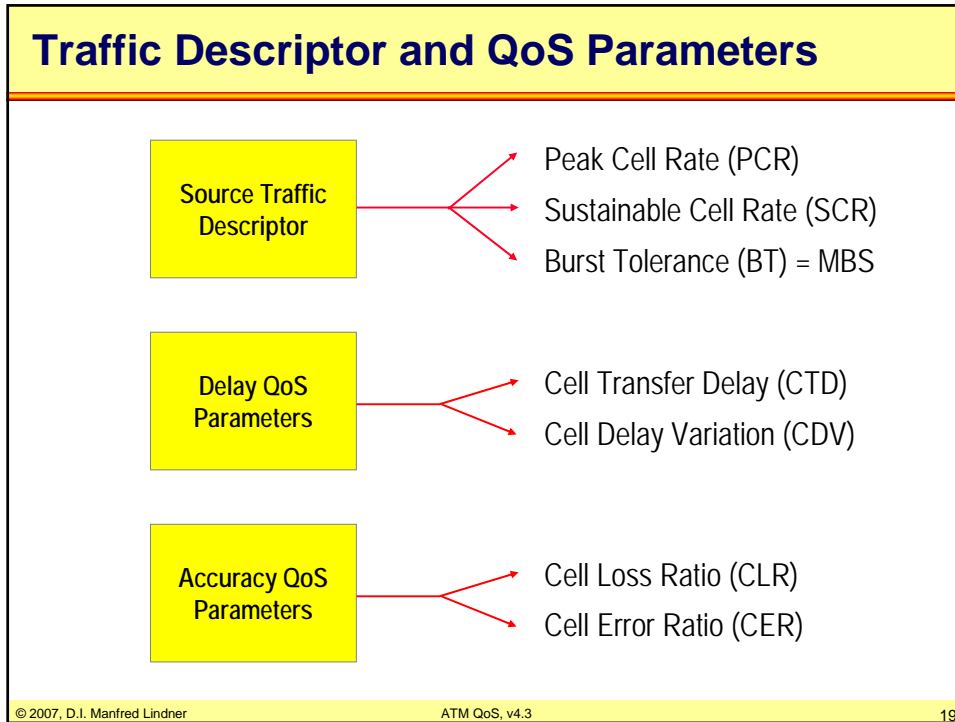 Traffic Descriptor and QoS Parameters
Source Traffic
Descriptor
Peak Cell Rate (PCR)
Sustainable Cell Rate (SCR)
Burst Tolerance (BT) = MBS
Delay QoS
Parameters
Cell Transfer Delay (CTD)
Cell Delay Variation (CDV)
Accuracy QoS
Parameters
Cell Loss Ratio (CLR)
Cell Error Ratio (CER)
© 2007, D.I. Manfred Lindner
ATM QoS, v4.3
19